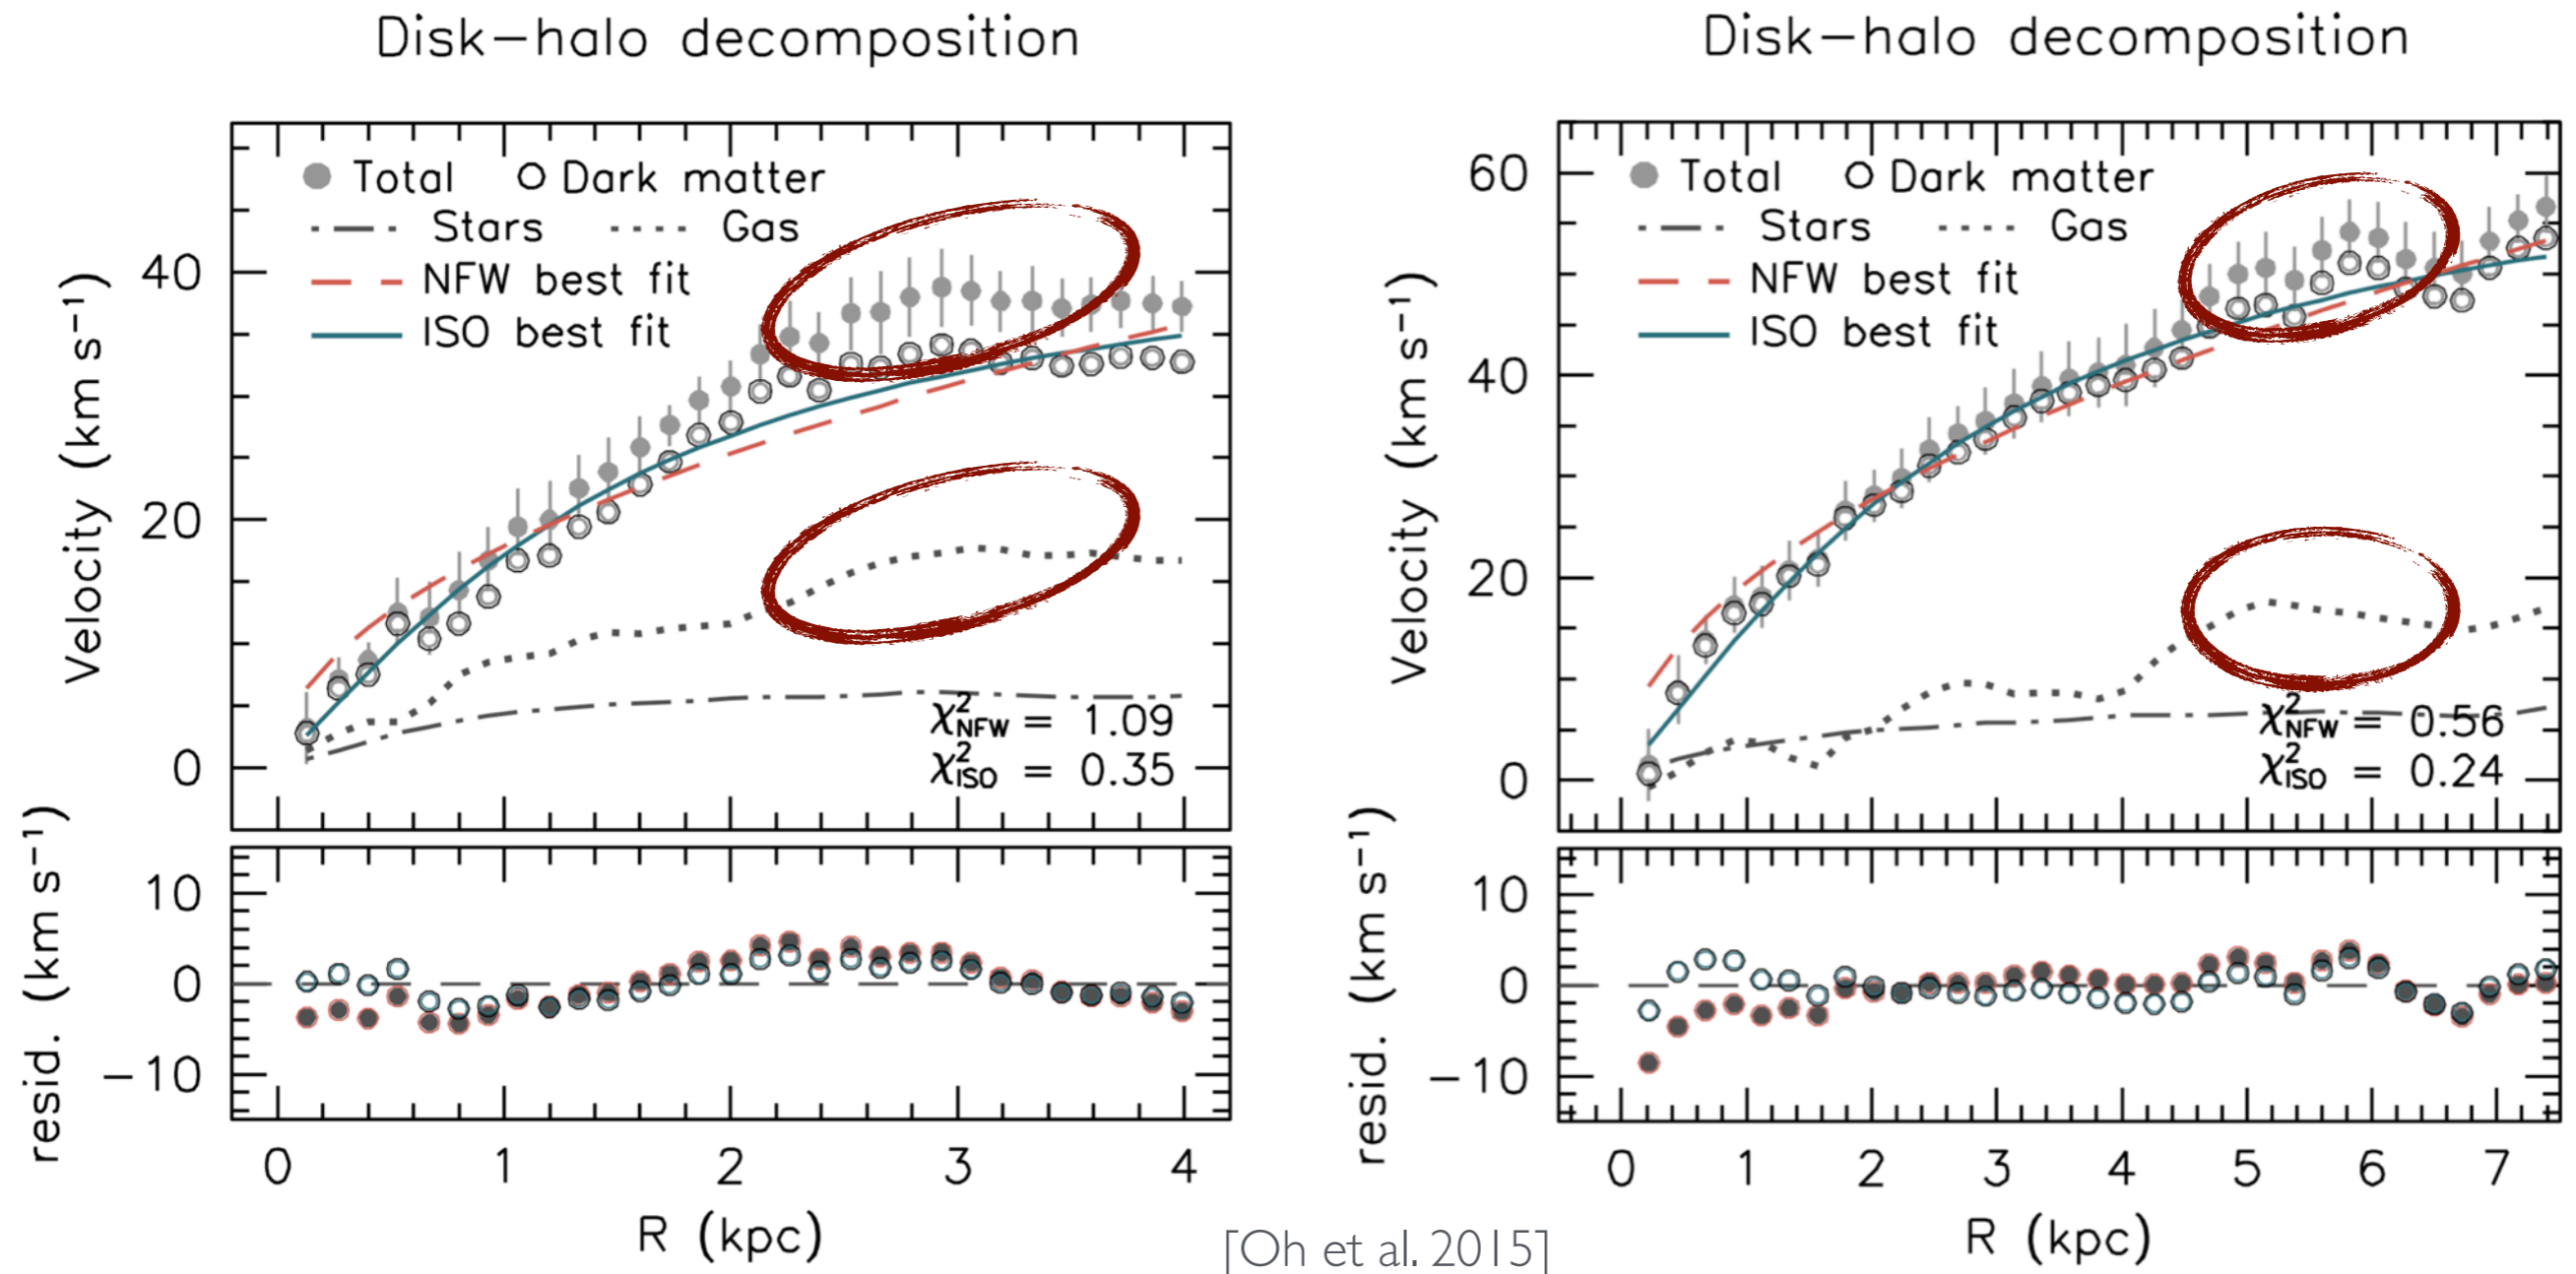 Disk-halo decomposition
Total Dark matter
Stars Gas
NFW best fit
ISO best fit
χ²NFW = 1.09
χ²ISO = 0.35
40
20
0
Velocity (km s⁻¹)
10
0
-10
resid. (km s⁻¹)
0 1 2 3 4
R (kpc)
Disk-halo decomposition
Total Dark matter
Stars Gas
NFW best fit
ISO best fit
χ²NFW = 0.56
χ²ISO = 0.24
60
40
20
0
Velocity (km s⁻¹)
10
0
-10
resid. (km s⁻¹)
0 1 2 3 4 5 6 7
R (kpc)
[Oh et al. 2015]